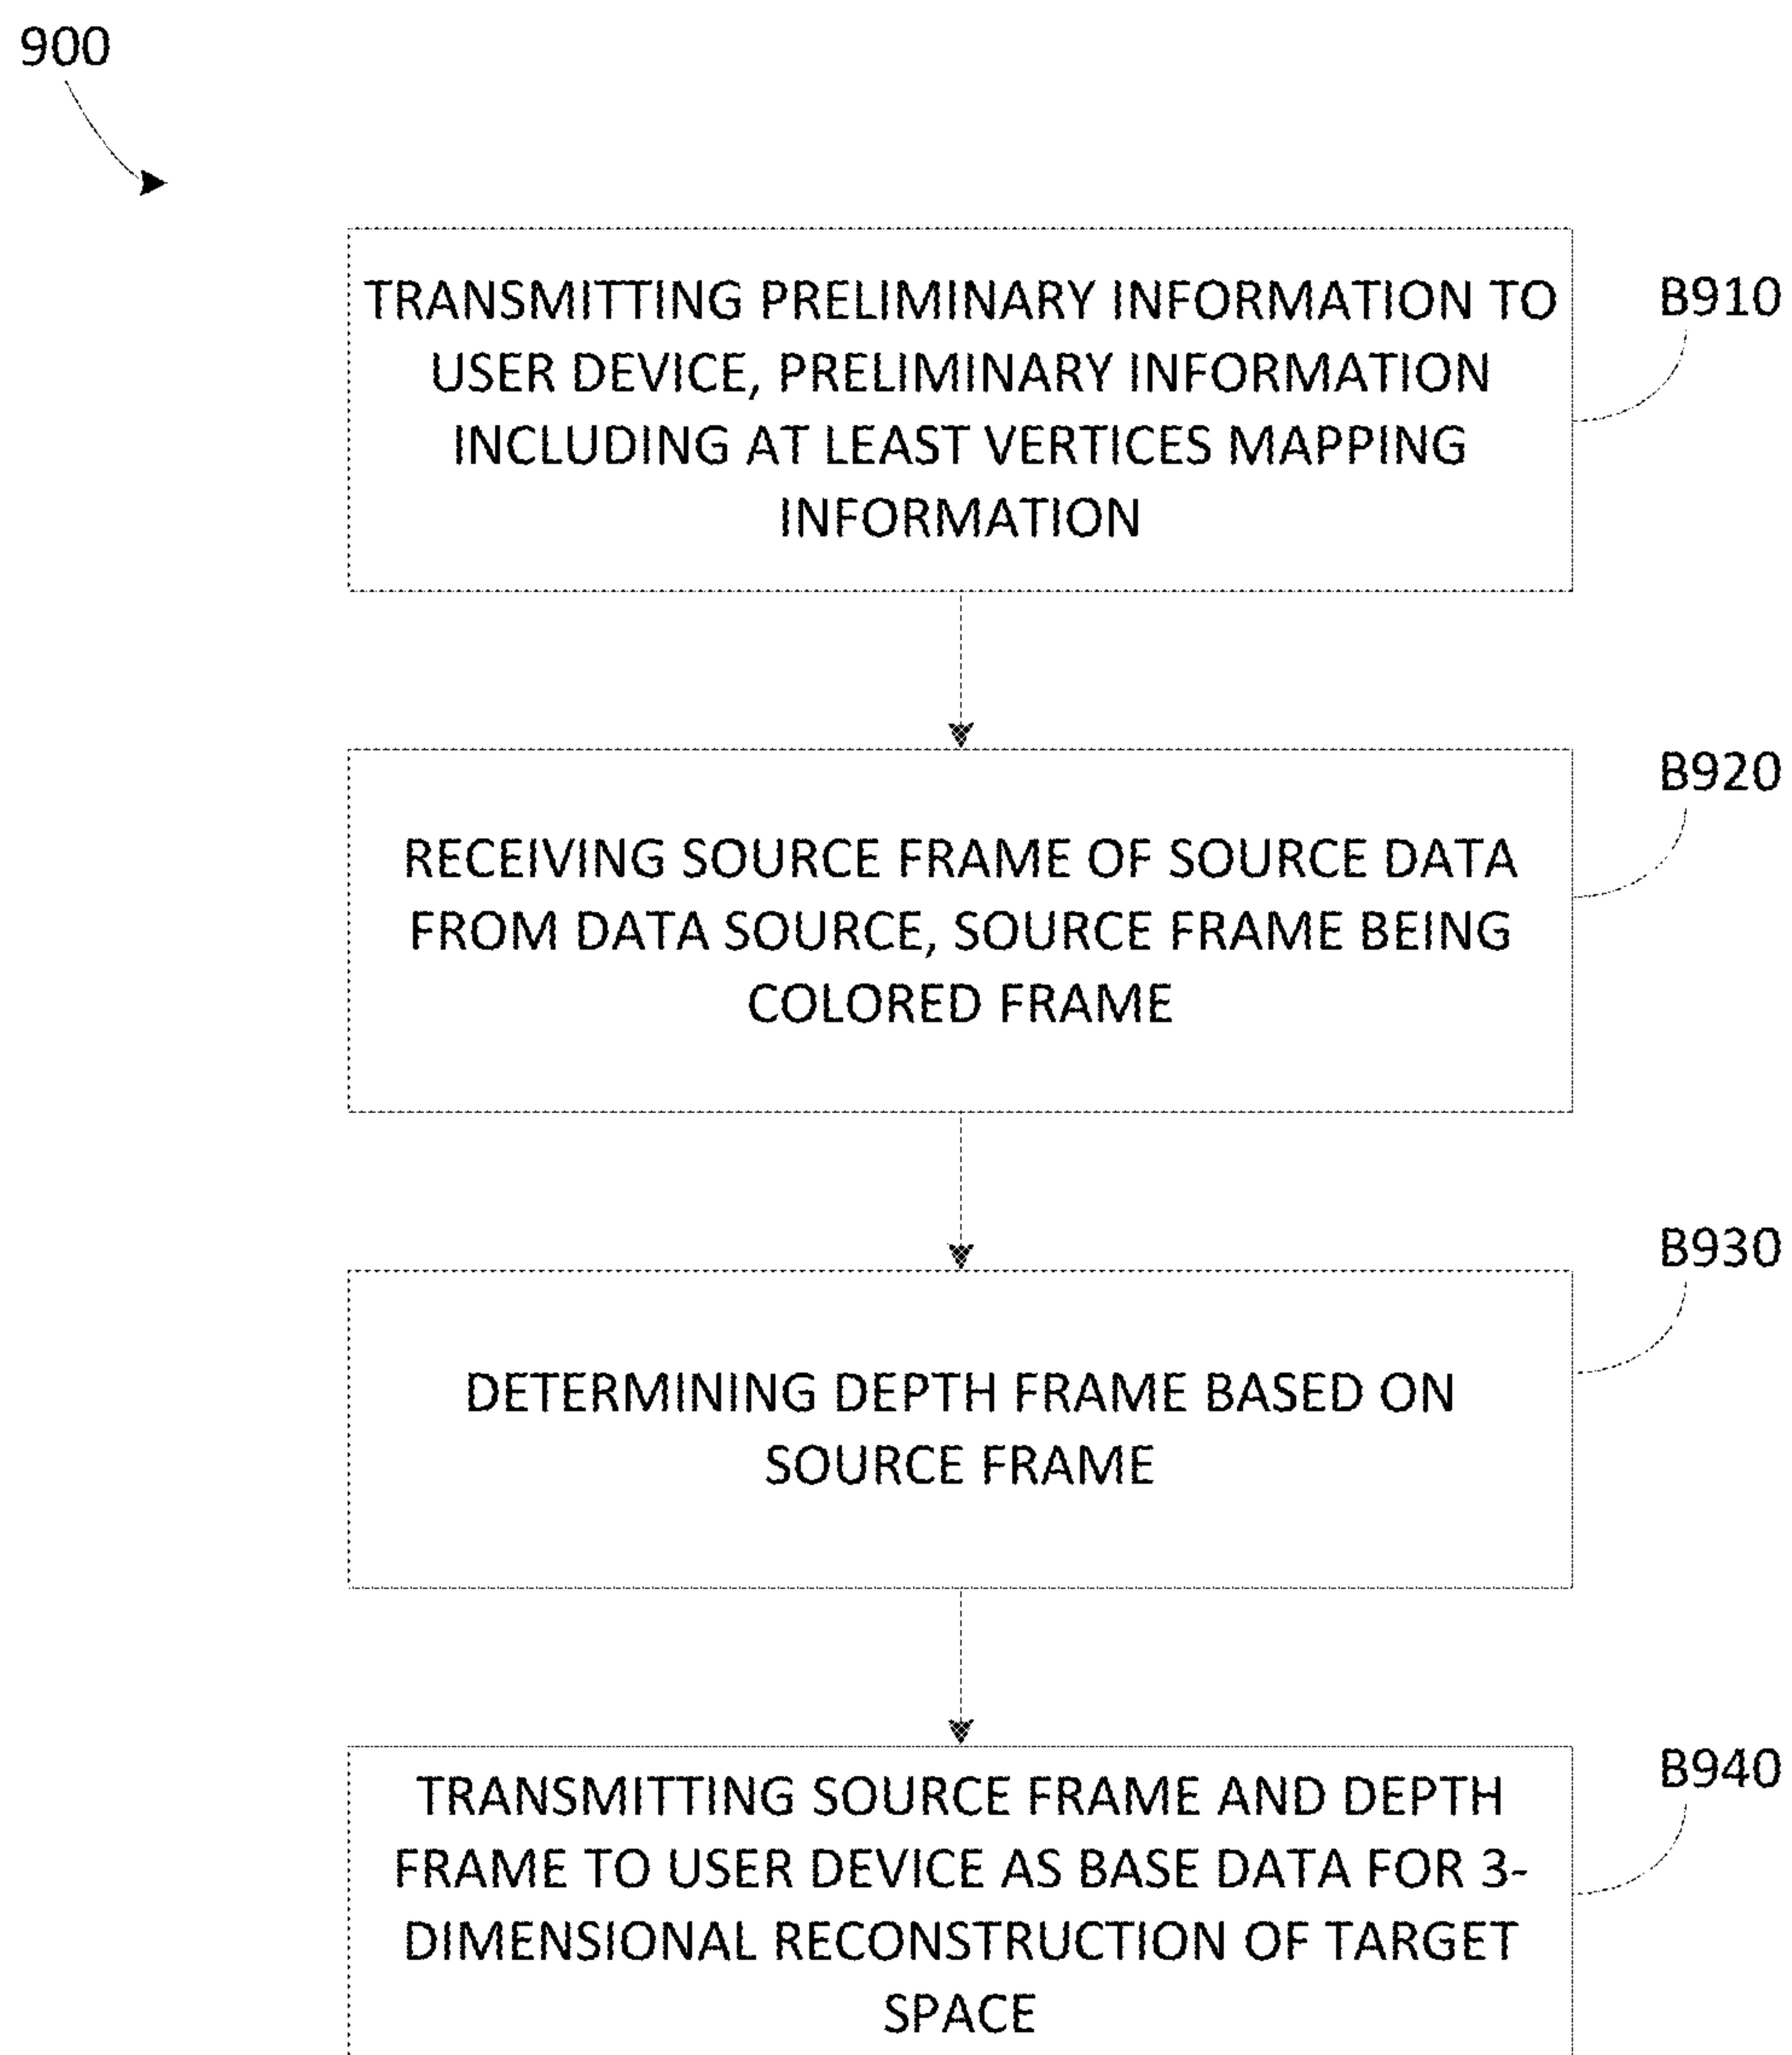 900
TRANSMITTING PRELIMINARY INFORMATION TO
USER DEVICE, PRELIMINARY INFORMATION
INCLUDING AT LEAST VERTICES MAPPING
INFORMATION
B910
RECEIVING SOURCE FRAME OF SOURCE DATA
FROM DATA SOURCE, SOURCE FRAME BEING
COLORED FRAME
B920
DETERMINING DEPTH FRAME BASED ON
SOURCE FRAME
B930
TRANSMITTING SOURCE FRAME AND DEPTH
FRAME TO USER DEVICE AS BASE DATA FOR 3-
DIMENSIONAL RECONSTRUCTION OF TARGET
SPACE
B940